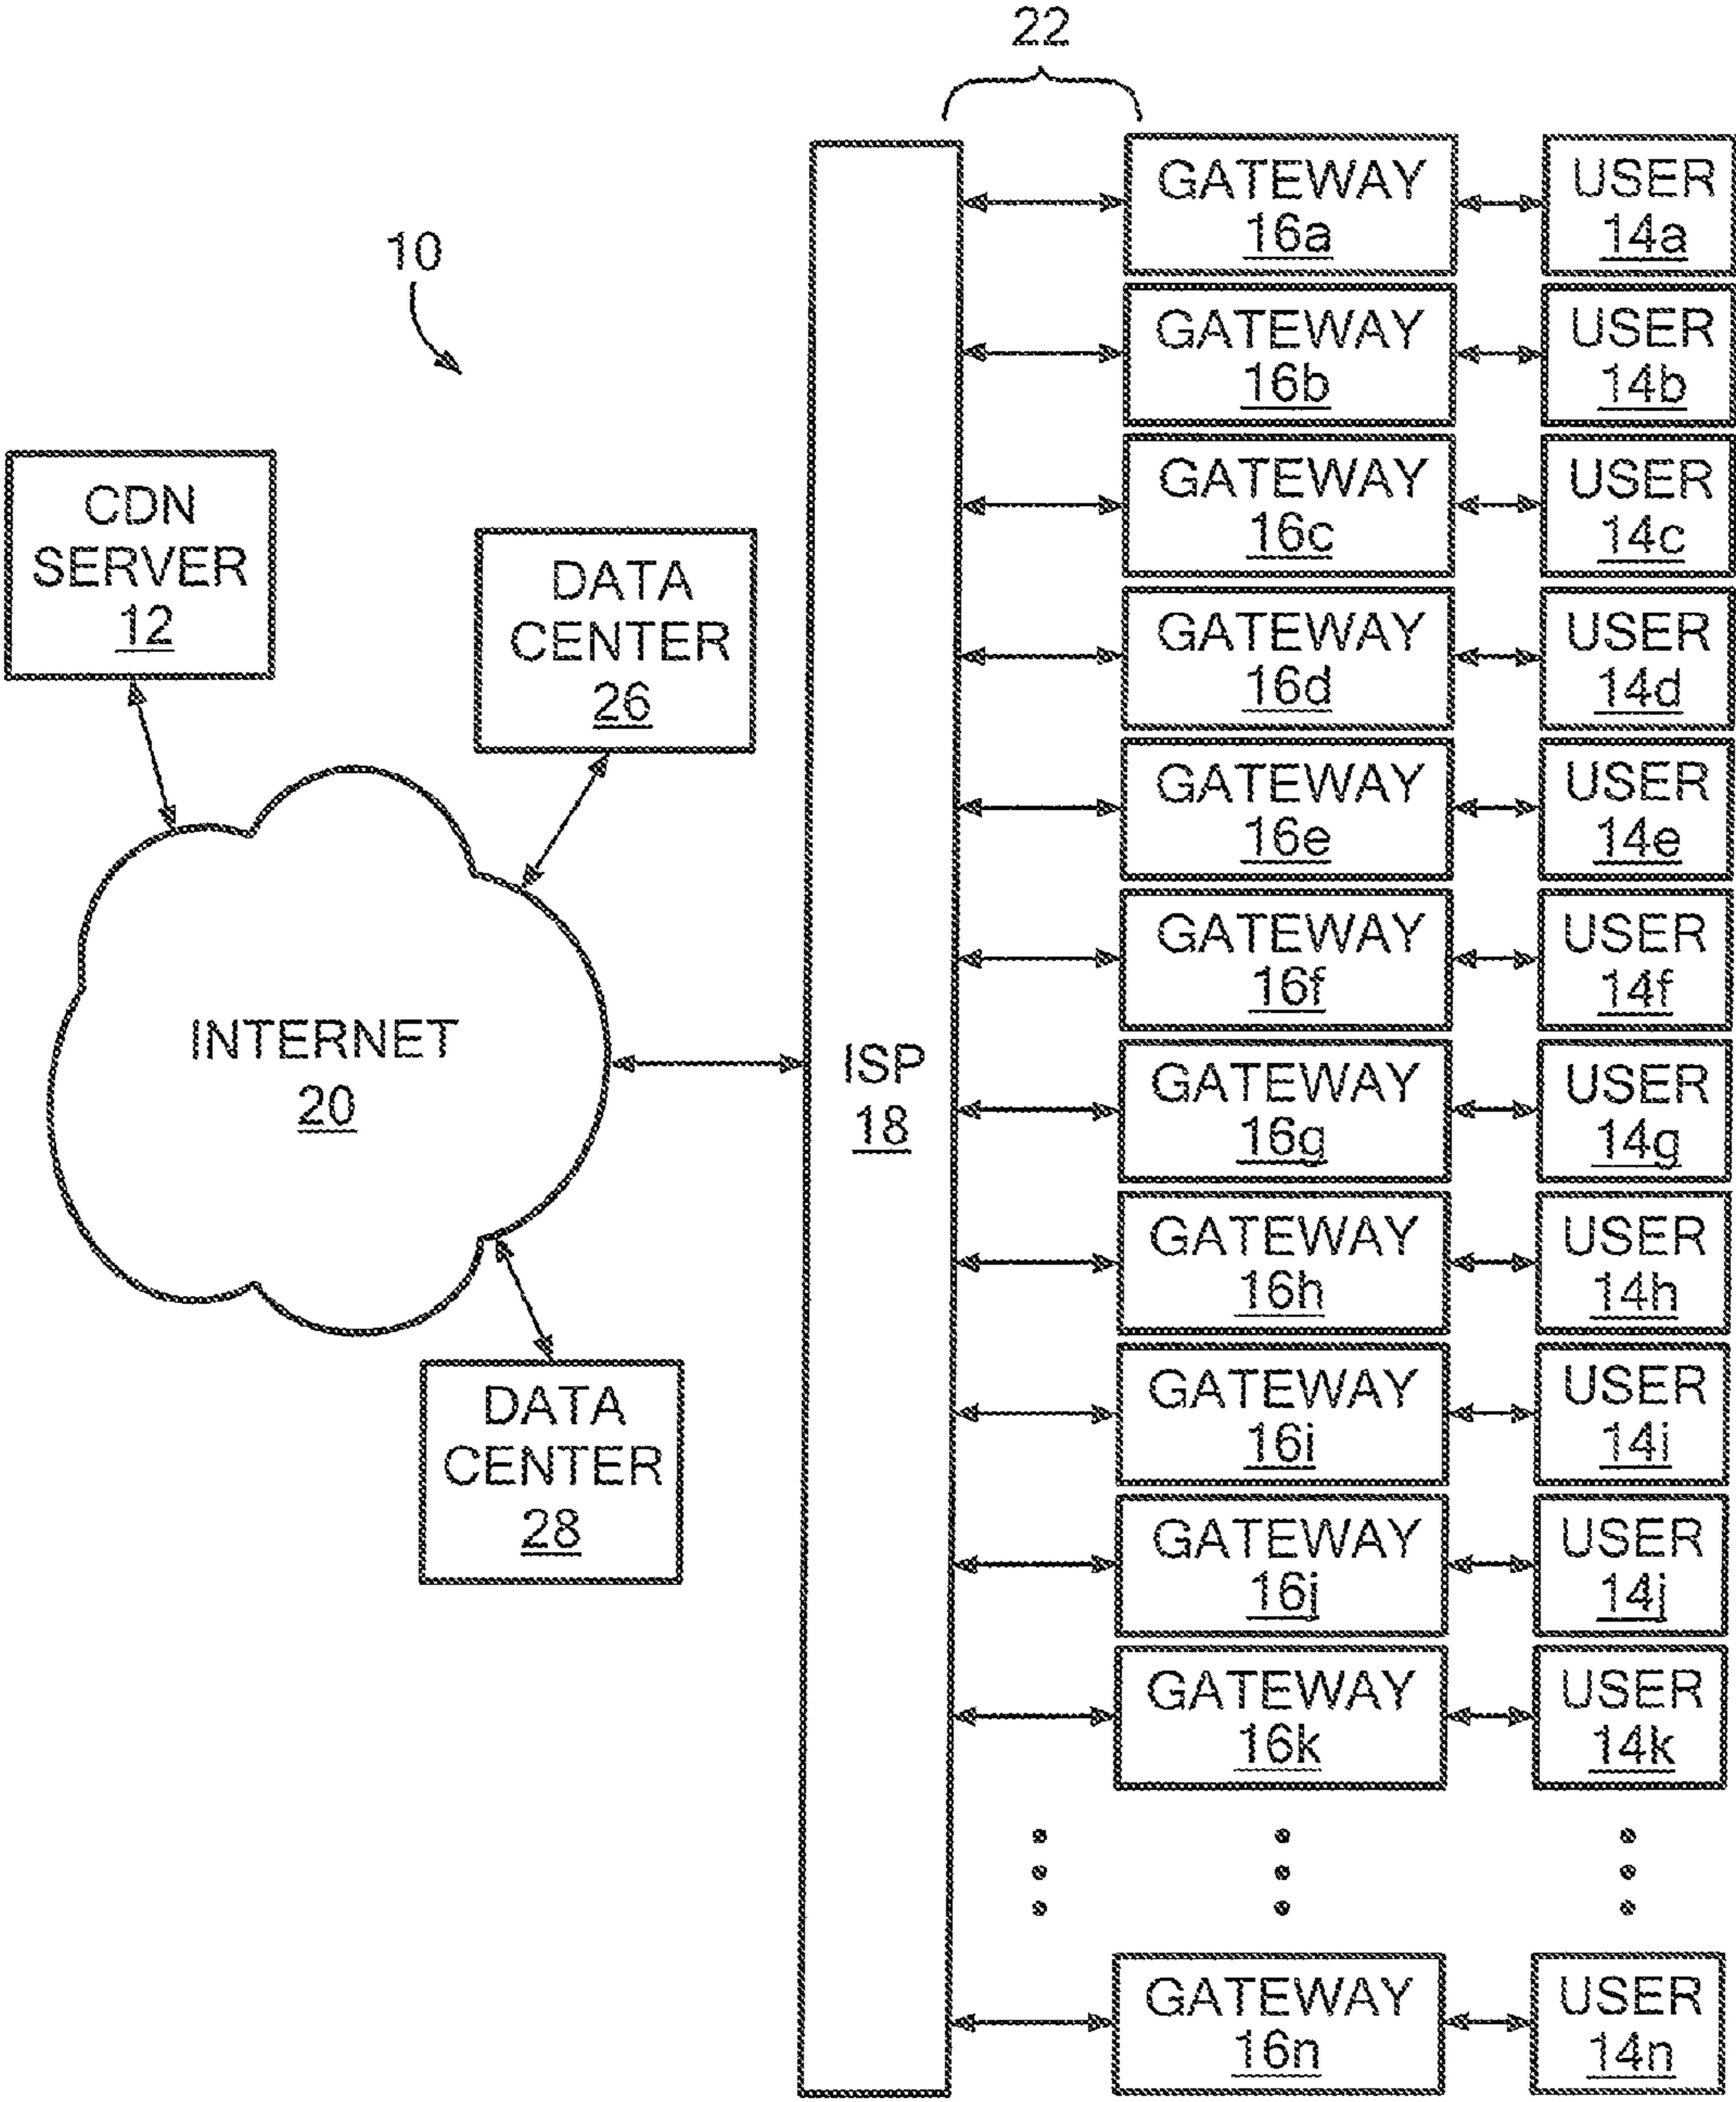 22
10
CDN
SERVER
12
DATA
CENTER
26
INTERNET
20
DATA
CENTER
28
ISP
18
GATEWAY
16a
USER
14a
GATEWAY
16b
USER
14b
GATEWAY
16c
USER
14c
GATEWAY
16d
USER
14d
GATEWAY
16e
USER
14e
GATEWAY
16f
USER
14f
GATEWAY
16g
USER
14g
GATEWAY
16h
USER
14h
GATEWAY
16i
USER
14i
GATEWAY
16j
USER
14j
GATEWAY
16k
USER
14k
GATEWAY
16n
USER
14n